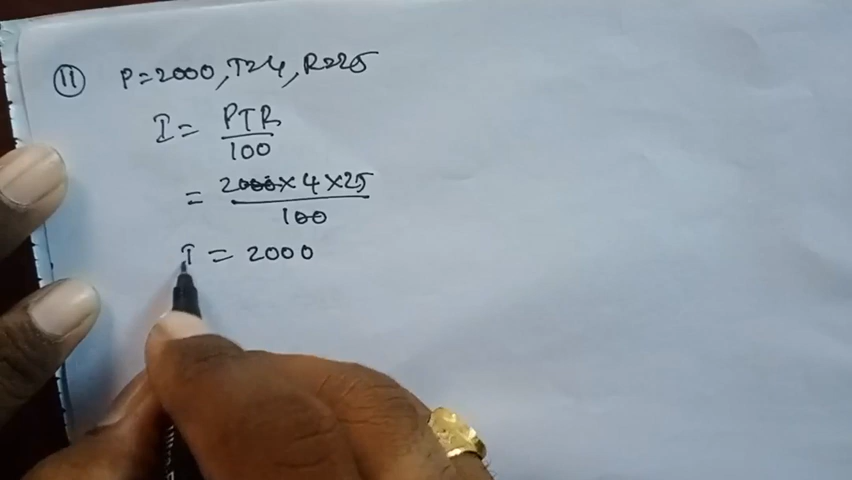 11 P=2000, T=4, R=25
I = PTR
100
= 2000×4×25
100
I = 2000